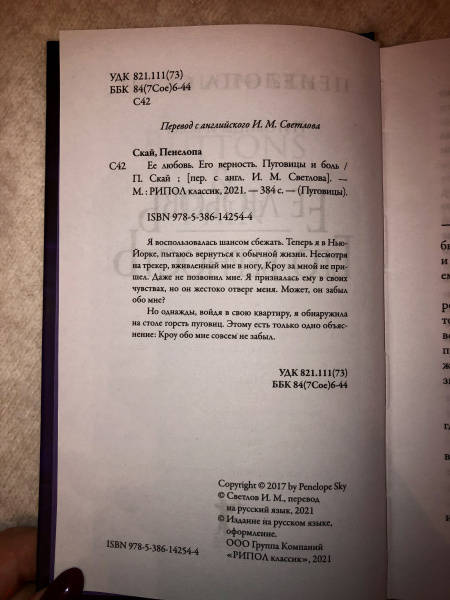 УДК 821.111(73)
ББК 84(7Сое)6-44
С42
Перевод с английского И. М. Светлова
Скай, Пенелопа
С42 Ее любовь. Его верность. Пуговицы и боль /
П. Скай ; [пер. с англ. И. М. Светлова]. —
М. : РИПОЛ классик, 2021. — 384 с. — (Пуговицы).
ISBN 978-5-386-14254-4
Я воспользовалась шансом сбежать. Теперь я в Нью-
Йорке, пытаюсь вернуться к обычной жизни. Несмотря
на трекер, вживленный мне в ногу, Кроу за мной не при-
шел. Даже не позвонил мне. Я призналась ему в своих
чувствах, но он жестоко отверг меня. Может, он забыл
обо мне?
Но однажды, войдя в свою квартиру, я обнаружила
на столе горсть пуговиц. Этому есть только одно объяс-
нение: Кроу обо мне совсем не забыл.
УДК 821.111(73)
ББК 84(7Сое)6-44
Copyright © 2017 by Penelope Sky
© Светлов И. М., перевод
на русский язык, 2021
© Издание на русском языке,
оформление.
ООО Группа Компаний
«РИПОЛ классик», 2021
ISBN 978-5-386-14254-4